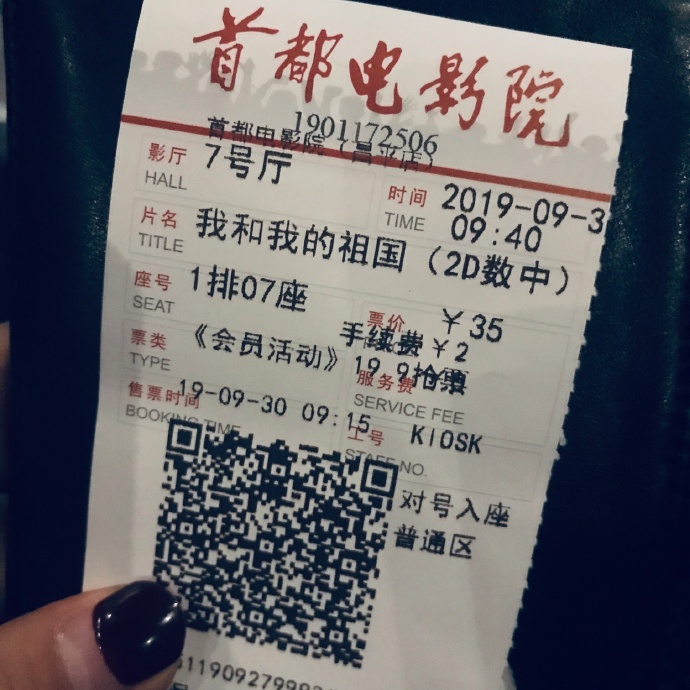 首都电影院
1901172506
首都电影院（昌平店）
影厅 7号厅
HALL
时间 2019-09-3
TIME 09:40
片名 我和我的祖国（2D数中）
TITLE
座号 1排07座
SEAT
票价 ￥35
手续费￥2
票类 《会员活动》
TYPE
19.9抢票
服务费
SERVICE FEE
售票时间 19-09-30 09:15
BOOKING TIME
工号 KIOSK
STAFF NO.
对号入座
普通区